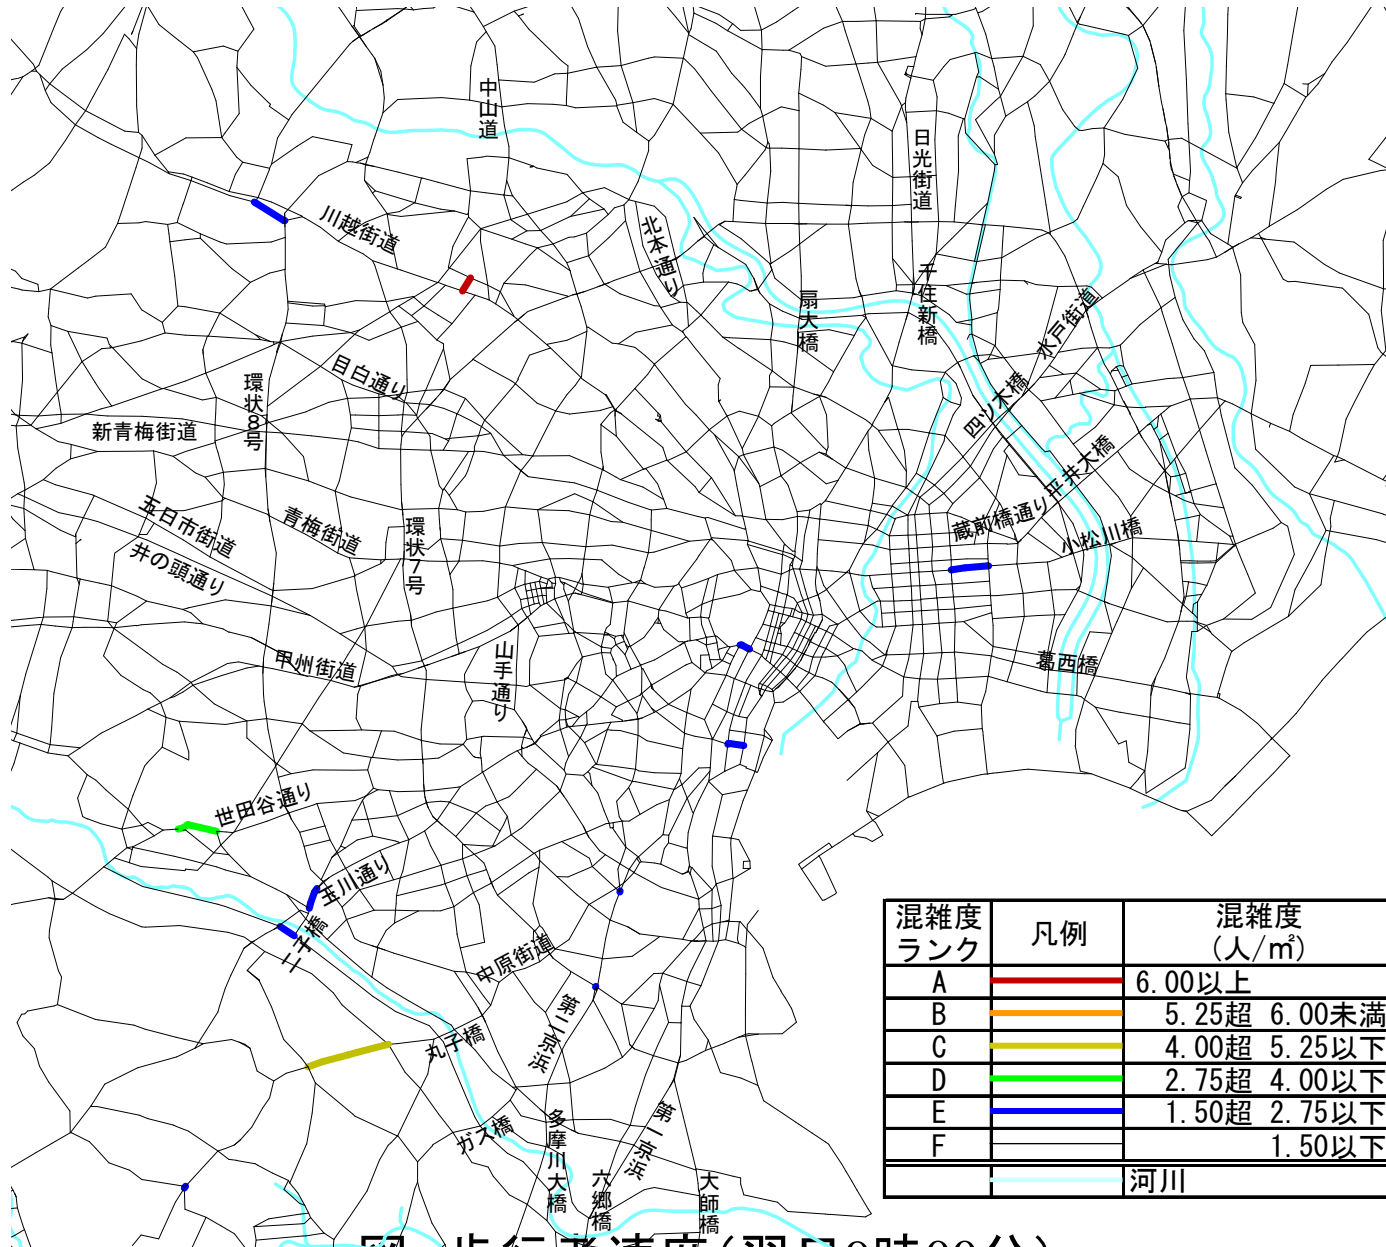 中山道
日光街道
川越街道
北本通り
千住新橋
扇大橋
水戸街道
目白通り
環状8号
四ツ木橋
新青梅街道
平井大橋
五日市街道
青梅街道
蔵前橋通り
環状7号
小松川橋
井の頭通り
甲州街道
山手通り
葛西橋
世田谷通り
玉川通り
二子橋
中原街道
第二京浜
丸子橋
ガス橋
多摩川大橋
第一京浜
六郷橋
大師橋
混雑度ランク 凡例 混雑度(人/㎡)
A 6.00以上
B 5.25超 6.00未満
C 4.00超 5.25以下
D 2.75超 4.00以下
E 1.50超 2.75以下
F 1.50以下
河川